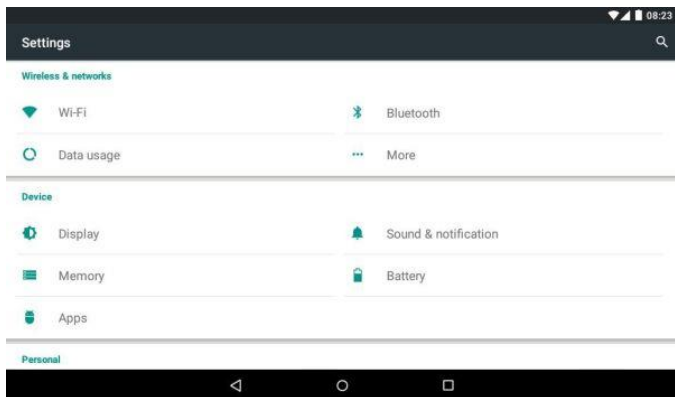 08:23
Settings
Wireless & networks
Wi-Fi
Bluetooth
Data usage
More
Device
Display
Sound & notification
Memory
Battery
Apps
Personal